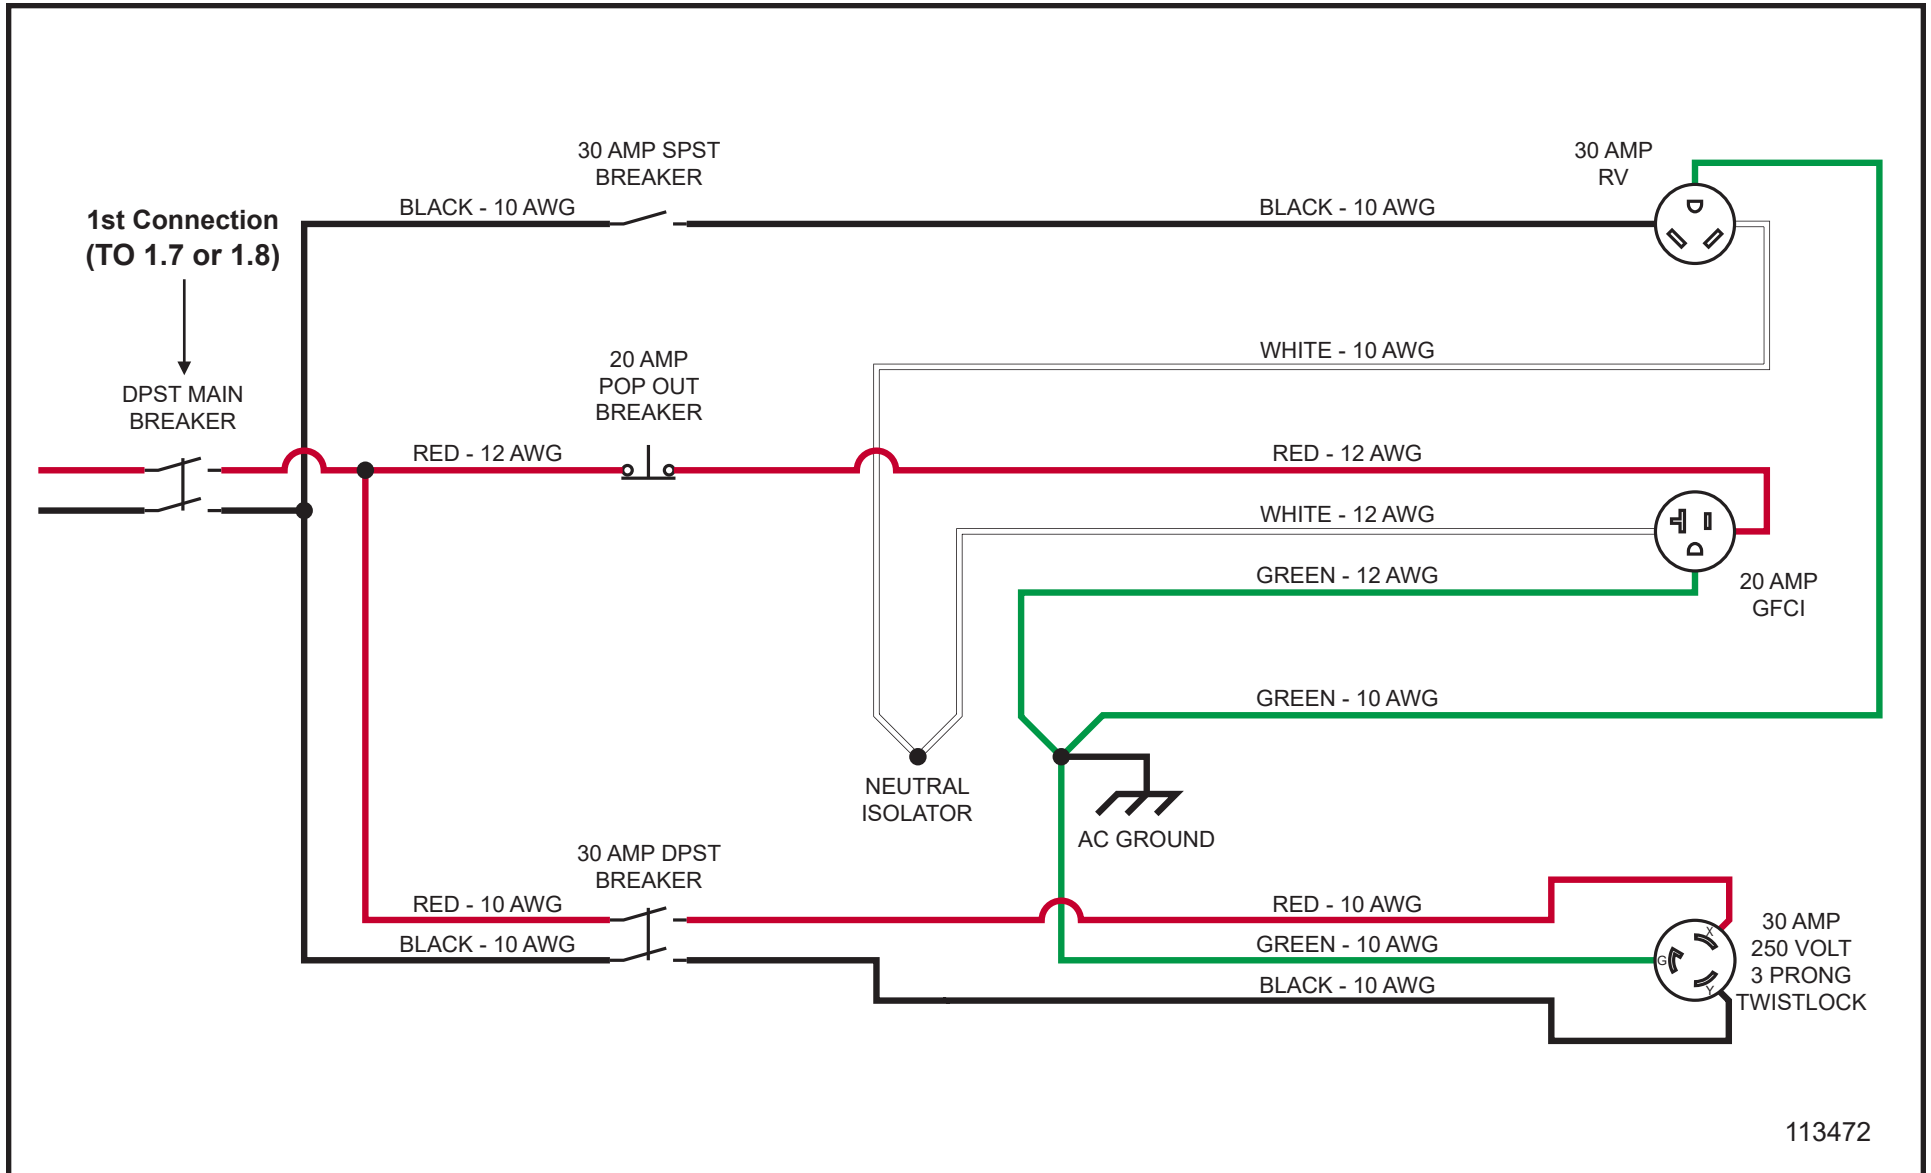 30 AMP SPST
BREAKER
30 AMP
RV
1st Connection
(TO 1.7 or 1.8)
BLACK - 10 AWG
BLACK - 10 AWG
WHITE - 10 AWG
20 AMP
POP OUT
BREAKER
DPST MAIN
BREAKER
RED - 12 AWG
RED - 12 AWG
WHITE - 12 AWG
GREEN - 12 AWG
20 AMP
GFCI
GREEN - 10 AWG
NEUTRAL
ISOLATOR
AC GROUND
30 AMP DPST
BREAKER
RED - 10 AWG
RED - 10 AWG
BLACK - 10 AWG
GREEN - 10 AWG
BLACK - 10 AWG
X
G
Y
30 AMP
250 VOLT
3 PRONG
TWISTLOCK
113472